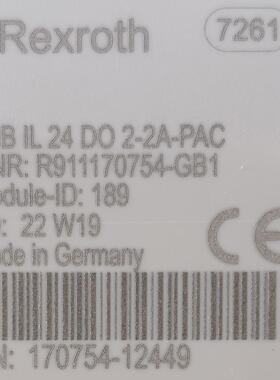 Rexroth
7261
B IL 24 DO 2-2A-PAC
NR: R911170754-GB1
odule-ID: 189
: 22 W19
ade in Germany
CE
N: 170754-12449